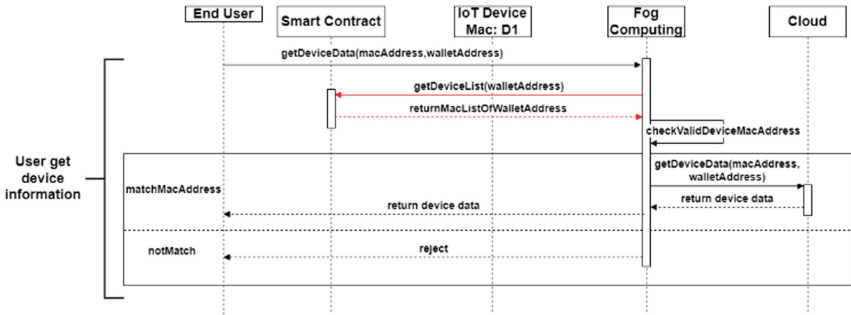 End User
Smart Contract
IoT Device
Mac: D1
Fog
Computing
Cloud
getDeviceData(macAddress,walletAddress)
getDeviceList(walletAddress)
returnMacListOfWalletAddress
checkValidDeviceMacAddress
User get
device
information
getDeviceData(macAddress,
walletAddress)
matchMacAddress
return device data
return device data
notMatch
reject